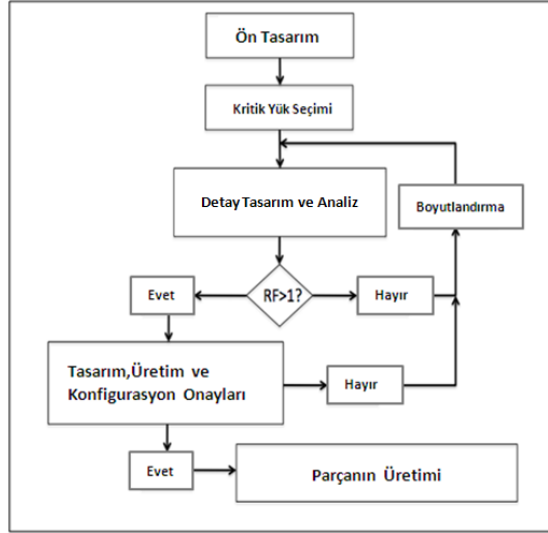 Ön Tasarım
Kritik Yük Seçimi
Detay Tasarım ve Analiz
Boyutlandırma
Evet
RF>1?
Hayır
Tasarım,Üretim ve
Konfigurasyon Onayları
Hayır
Evet
Parçanın Üretimi